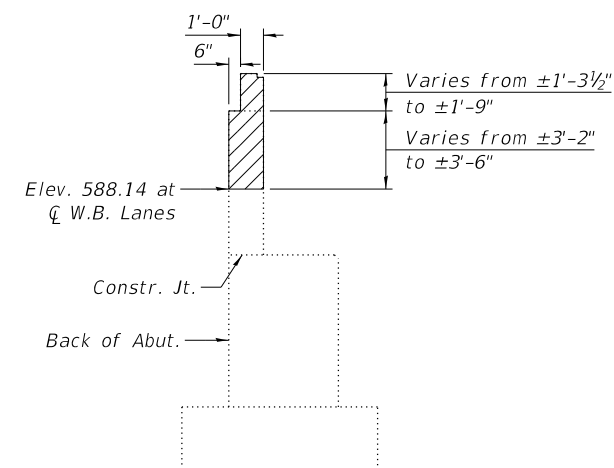 1'-0"
6"
Varies from ±1'-3½"
to ±1'-9"
Varies from ±3'-2"
to ±3'-6"
Elev. 588.14 at
℄ W.B. Lanes
Constr. Jt.
Back of Abut.